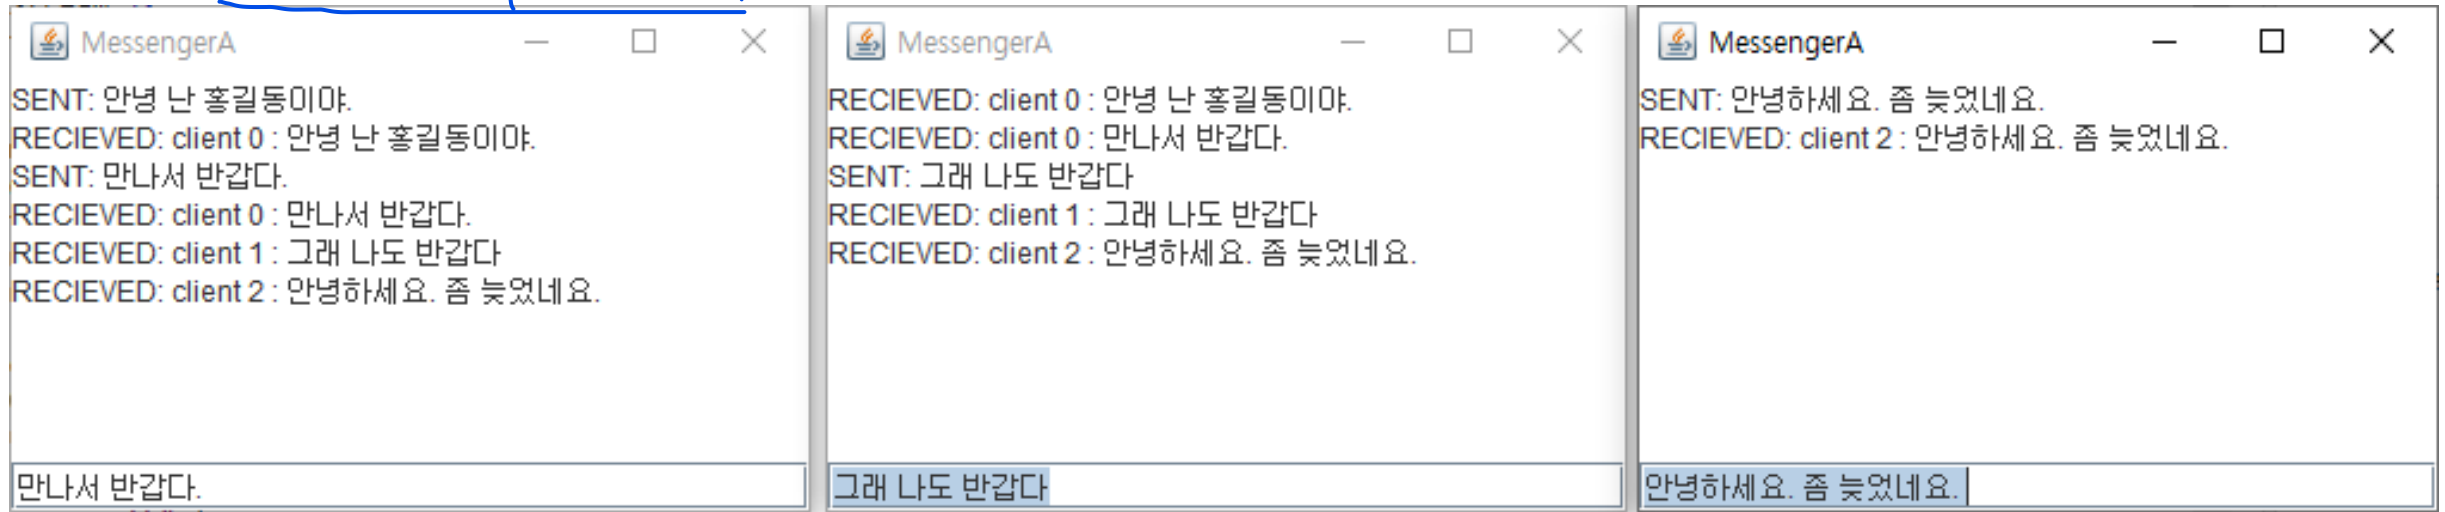 MessengerA
SENT: 안녕 난 홍길동이야.
RECIEVED: client 0 : 안녕 난 홍길동이야.
SENT: 만나서 반갑다.
RECIEVED: client 0 : 만나서 반갑다.
RECIEVED: client 1 : 그래 나도 반갑다
RECIEVED: client 2 : 안녕하세요. 좀 늦었네요.
만나서 반갑다.
MessengerA
RECIEVED: client 0 : 안녕 난 홍길동이야.
RECIEVED: client 0 : 만나서 반갑다.
SENT: 그래 나도 반갑다
RECIEVED: client 1 : 그래 나도 반갑다
RECIEVED: client 2 : 안녕하세요. 좀 늦었네요.
그래 나도 반갑다
MessengerA
SENT: 안녕하세요. 좀 늦었네요.
RECIEVED: client 2 : 안녕하세요. 좀 늦었네요.
안녕하세요. 좀 늦었네요.